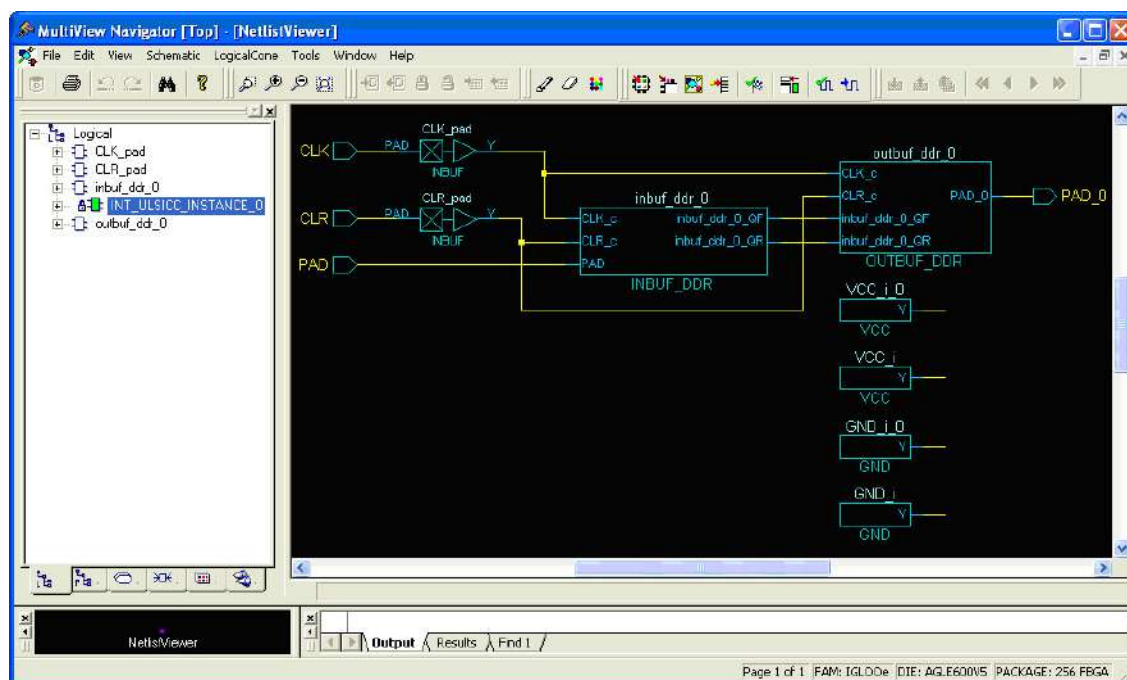 MultiView Navigator [Top] - [NetlistViewer]
File Edit View Schematic LogicalCone Tools Window Help
Logical
CLK_pad
CLR_pad
inbuf_ddr_0
INT_ULSICC_INSTANCE_0
outbuf_ddr_0
CLK_pad
CLK PAD Y
INBUF
CLR_pad
CLR PAD Y
INBUF
PAD
inbuf_ddr_0
CLK_c inbuf_ddr_0_QF
CLR_c inbuf_ddr_0_QR
PAD
INBUF_DDR
outbuf_ddr_0
CLK_c
CLR_c PAD_0 PAD_0
inbuf_ddr_0_QF
inbuf_ddr_0_QR
OUTBUF_DDR
VCC_i_0
Y
VCC
VCC_i
Y
VCC
GND_i_0
Y
GND
GND_i
Y
GND
NetlistViewer
Output Results Find 1
Page 1 of 1 FAM: IGLOOe DIE: AGLE600V5 PACKAGE: 256 FBGA